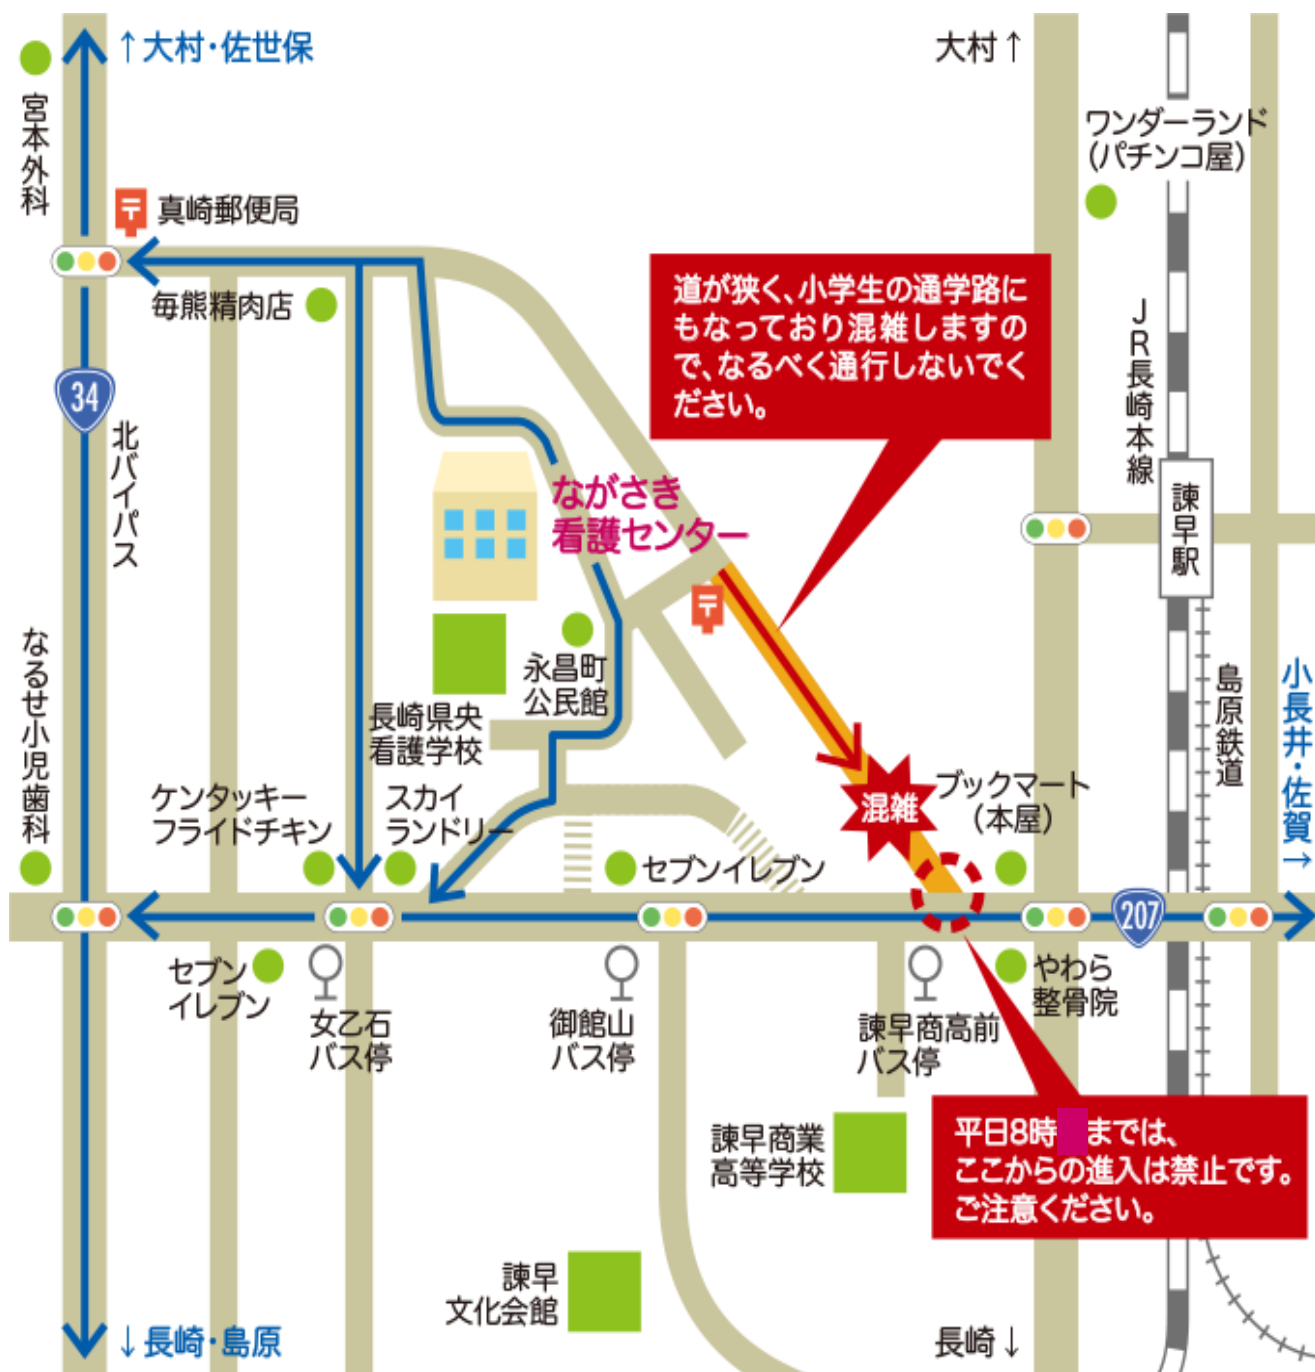 ↑大村・佐世保
大村↑
宮本外科
ワンダーランド
(パチンコ屋)
真崎郵便局
毎熊精肉店
道が狭く、小学生の通学路に
もなっており混雑しますの
で、なるべく通行しないでく
ださい。
JR長崎本線
34
北バイパス
ながさき
看護センター
諫早駅
永昌町
公民館
長崎県央
看護学校
なるせ小児歯科
島原鉄道
小長井・佐賀→
ケンタッキー
フライドチキン
スカイ
ランドリー
混雑
ブックマート
(本屋)
セブンイレブン
207
セブン
イレブン
女乙石
バス停
御館山
バス停
諫早商高前
バス停
やわら
整骨院
諫早商業
高等学校
平日8時 までは、
ここからの進入は禁止です。
ご注意ください。
諫早
文化会館
↓長崎・島原
長崎↓